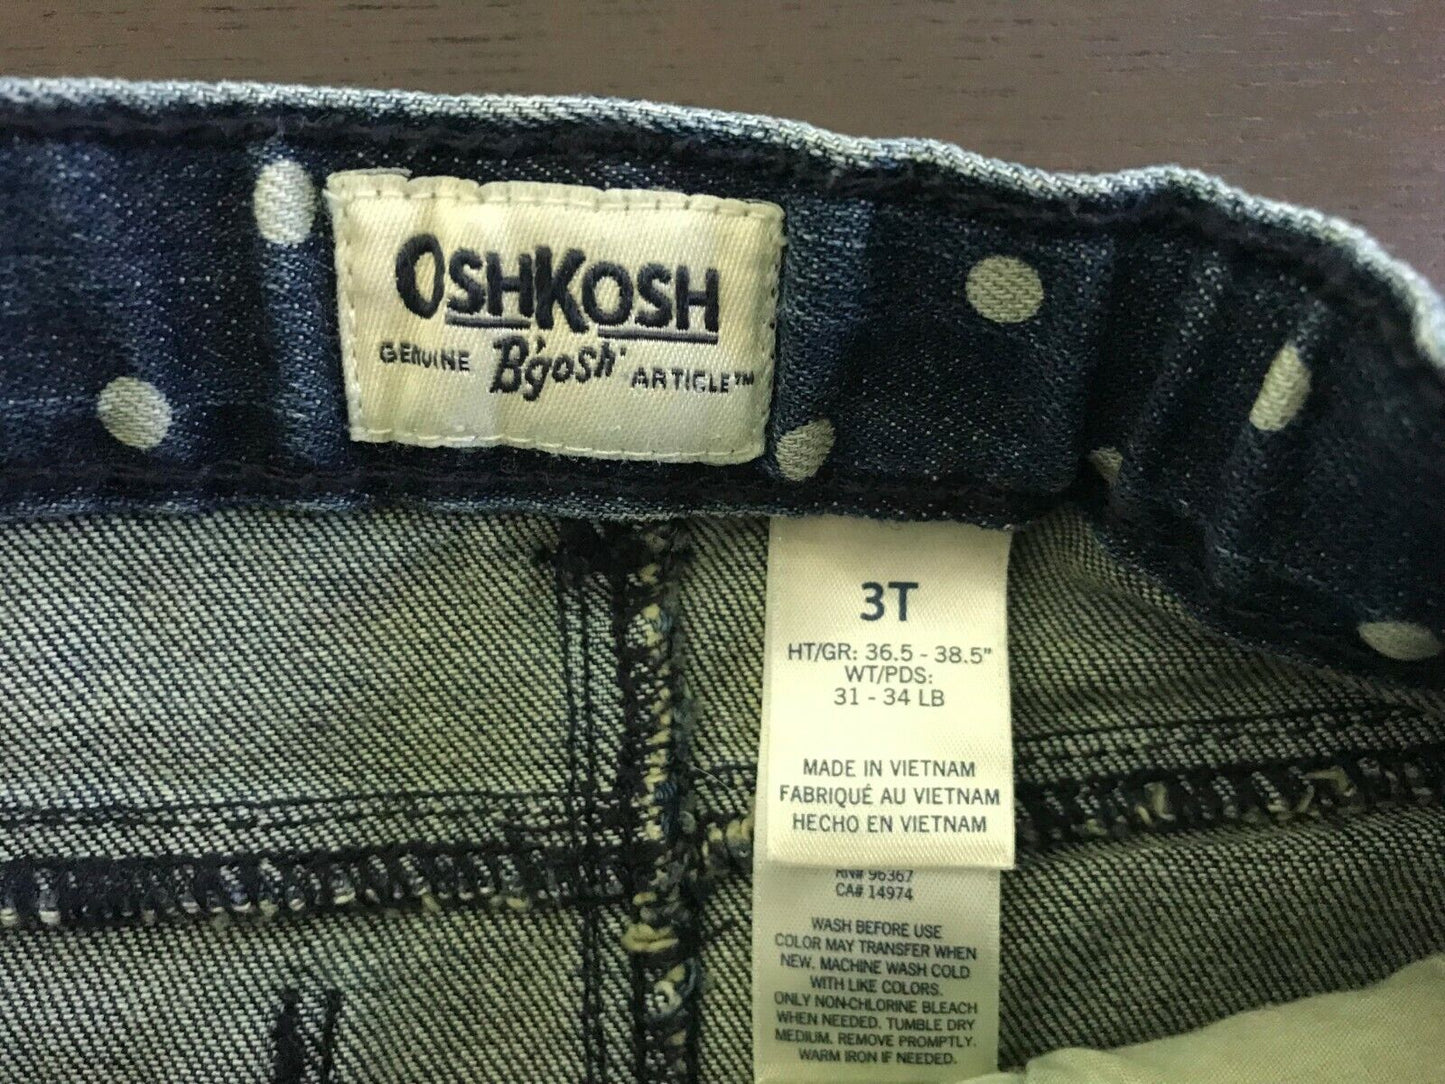 OSHKOSH
GENUINE B'gosh ARTICLE™
3T
HT/GR: 36.5 - 38.5"
WT/PDS:
31 - 34 LB
MADE IN VIETNAM
FABRIQUÉ AU VIETNAM
HECHO EN VIETNAM
RN# 96367
CA# 14974
WASH BEFORE USE
COLOR MAY TRANSFER WHEN
NEW. MACHINE WASH COLD
WITH LIKE COLORS.
ONLY NON-CHLORINE BLEACH
WHEN NEEDED. TUMBLE DRY
MEDIUM. REMOVE PROMPTLY.
WARM IRON IF NEEDED.